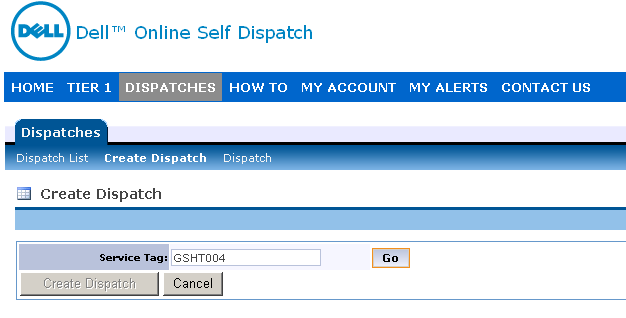 DELL Dell™ Online Self Dispatch
HOME TIER 1 DISPATCHES HOW TO MY ACCOUNT MY ALERTS CONTACT US
Dispatches
Dispatch List Create Dispatch Dispatch
Create Dispatch
Service Tag: GSHT004 Go
Create Dispatch Cancel